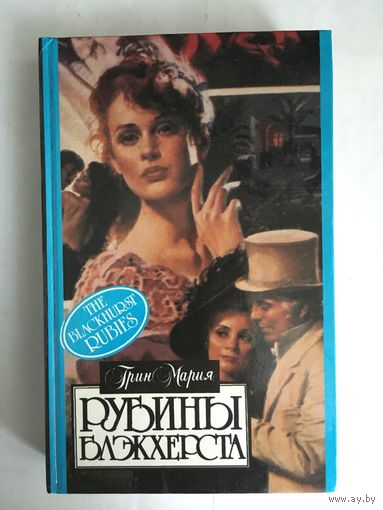 THE
BLACKHURST
RUBIES
Грин Мария
РУБИНЫ
БЛЭКХЕРСТА
www.ay.by